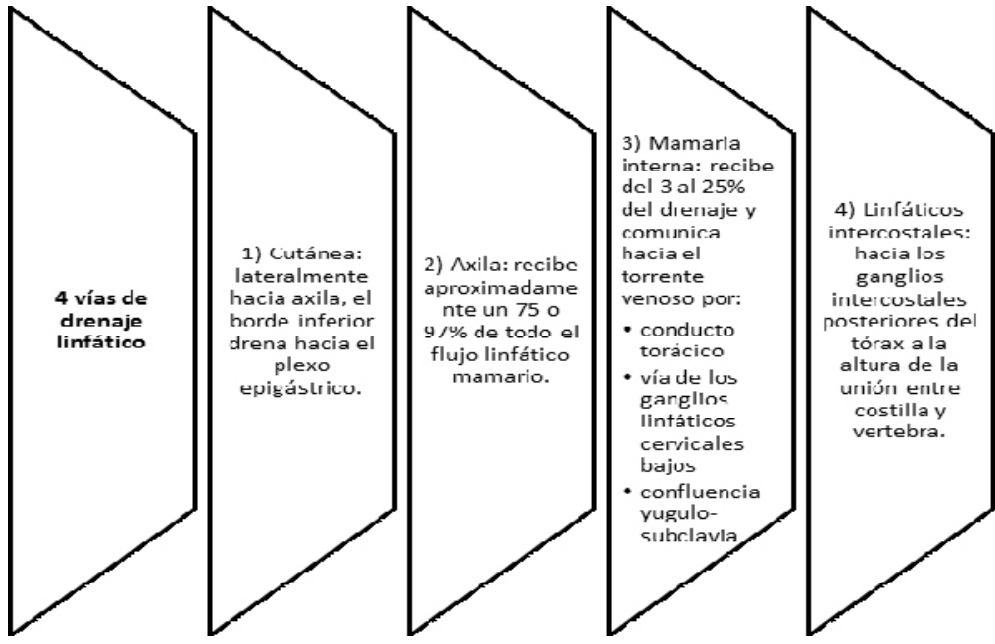 4 vías de
drenaje
linfático
1) Cutánea:
lateralmente
hacia axila, el
borde inferior
drena hacia el
plexo
epigástrico.
2) Axila: recibe
aproximadame
nte un 75 o
97% de todo el
flujo linfático
mamario.
3) Mamaria
interna: recibe
del 3 al 25%
del drenaje y
comunica
hacia el
torrente
venoso por:
• conducto
torácico
• vía de los
ganglios
linfáticos
cervicales
bajos
• confluencia
yugulo-
subclavia
4) Linfáticos
intercostales:
hacia los
ganglios
intercostales
posteriores del
tórax a la
altura de la
unión entre
costilla y
vertebra.